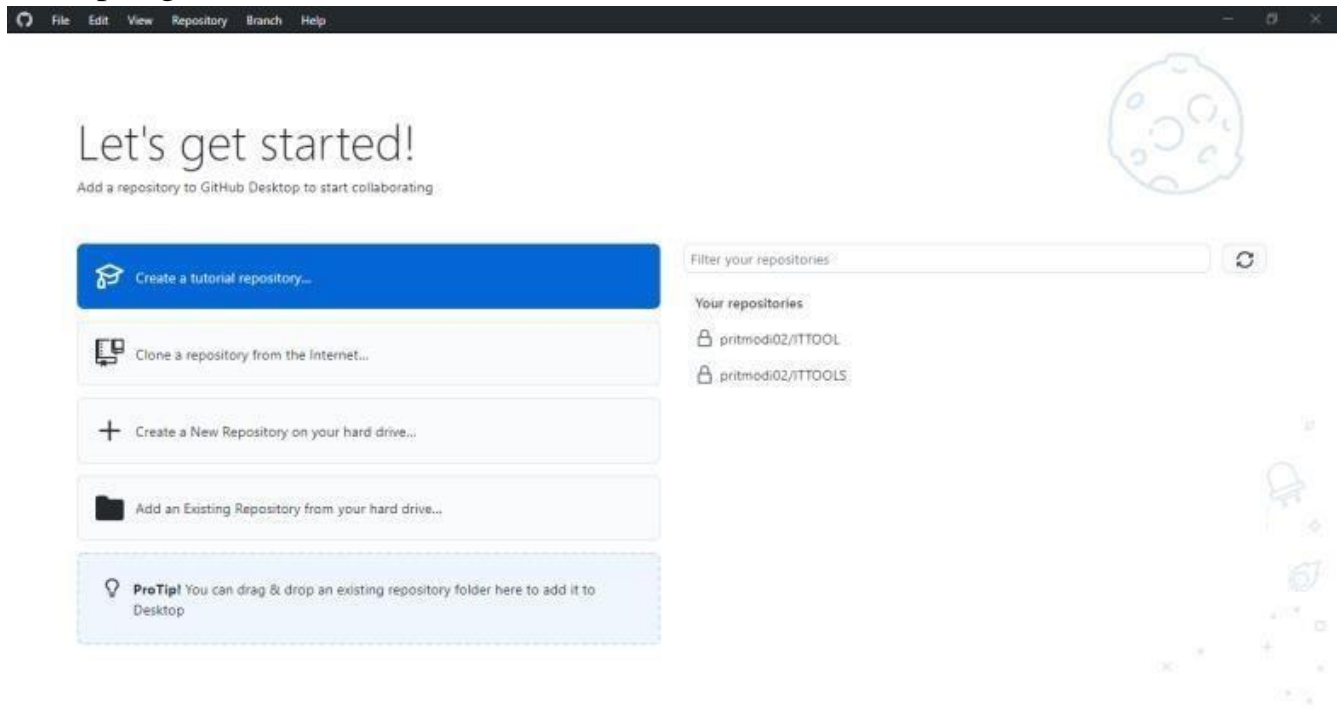 File Edit View Repository Branch Help
Let's get started!
Add a repository to GitHub Desktop to start collaborating
Create a tutorial repository...
Clone a repository from the Internet...
Create a New Repository on your hard drive...
Add an Existing Repository from your hard drive...
ProTip! You can drag & drop an existing repository folder here to add it to
Desktop
Filter your repositories
Your repositories
pritmodi02/ITTOOL
pritmodi02/ITTOOLS